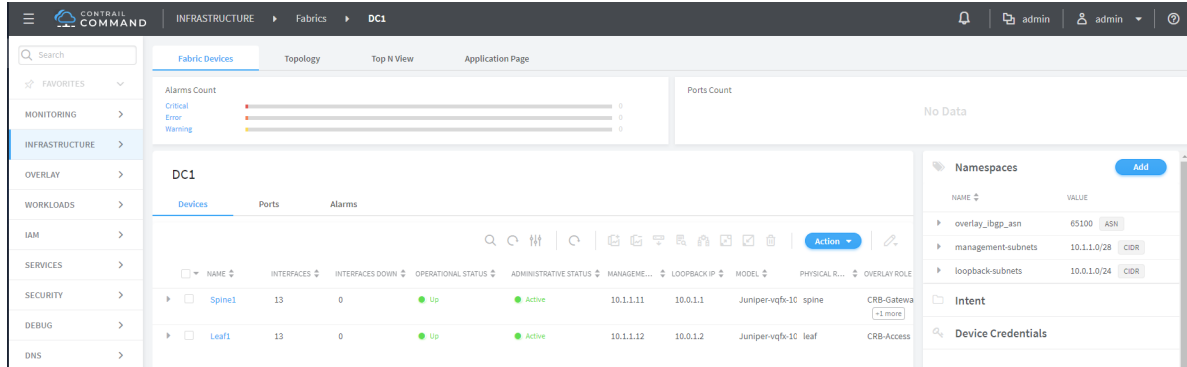 CONTRAIL
COMMAND
INFRASTRUCTURE
Fabrics
DC1
admin
admin
Search
FAVORITES
MONITORING
INFRASTRUCTURE
OVERLAY
WORKLOADS
IAM
SERVICES
SECURITY
DEBUG
DNS
Fabric Devices
Topology
Top N View
Application Page
Alarms Count
Critical 0
Error 0
Warning 0
Ports Count
No Data
DC1
Devices
Ports
Alarms
Action
NAME INTERFACES INTERFACES DOWN OPERATIONAL STATUS ADMINISTRATIVE STATUS MANAGEME... LOOPBACK IP MODEL PHYSICAL R... OVERLAY ROLE
Spine1 13 0 Up Active 10.1.1.11 10.0.1.1 Juniper-vqfx-10 spine CRB-Gatewa
+1 more
Leaf1 13 0 Up Active 10.1.1.12 10.0.1.2 Juniper-vqfx-10 leaf CRB-Access
Namespaces
Add
NAME VALUE
overlay_ibgp_asn 65100 ASN
management-subnets 10.1.1.0/28 CIDR
loopback-subnets 10.0.1.0/24 CIDR
Intent
Device Credentials